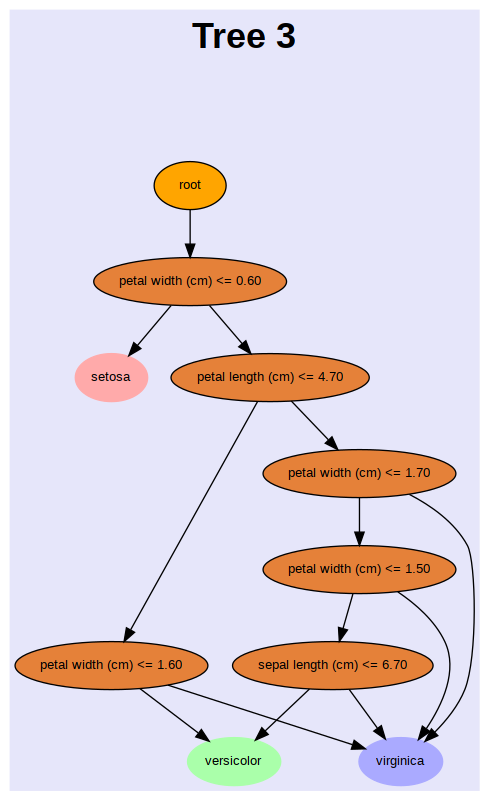 Tree 3
root
petal width (cm) <= 0.60
setosa
petal length (cm) <= 4.70
petal width (cm) <= 1.70
petal width (cm) <= 1.50
petal width (cm) <= 1.60
sepal length (cm) <= 6.70
versicolor
virginica